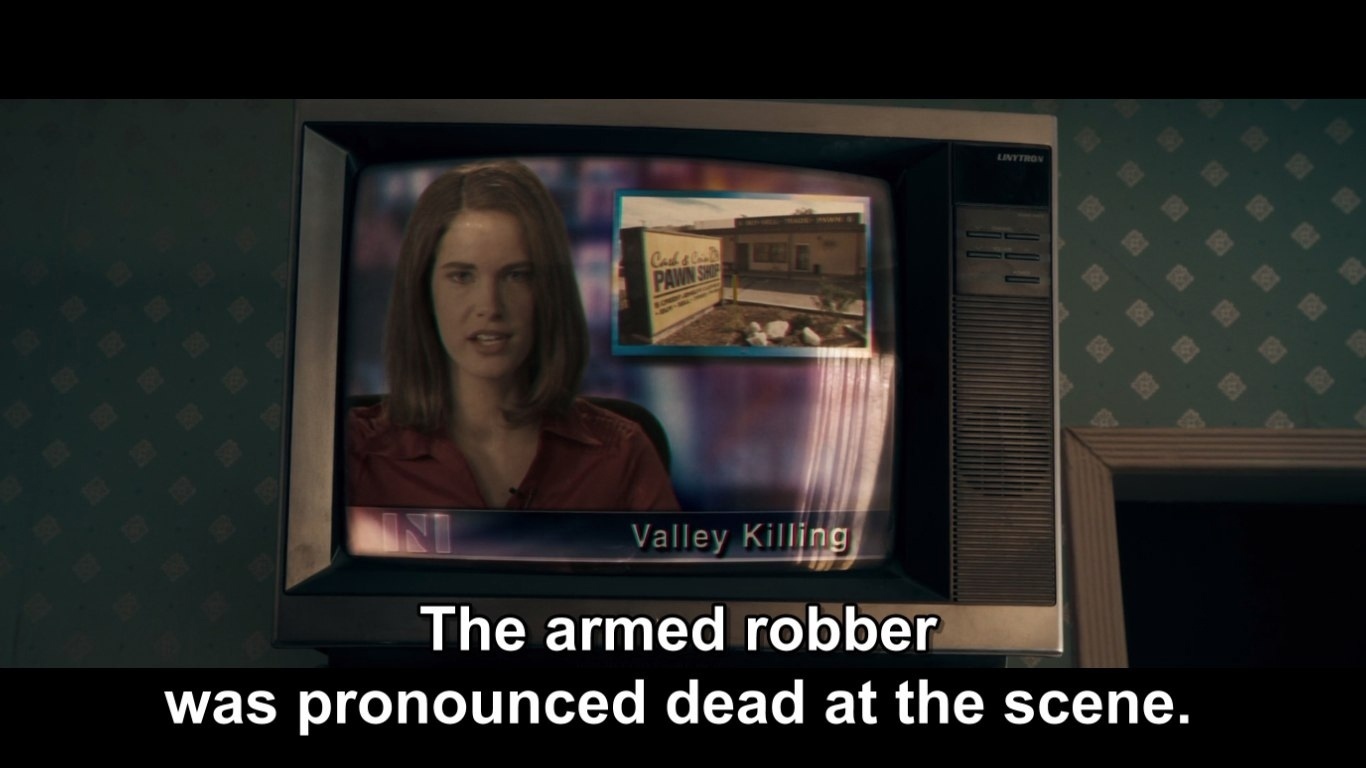 LINYTRON
Cash & Coin
PAWN SHOP
Valley Killing
The armed robber
was pronounced dead at the scene.